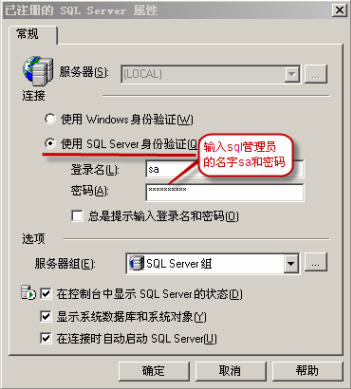 已注册的 SQL Server 属性
常规
服务器(S):
(LOCAL)
...
连接
使用 Windows 身份验证(W)
使用 SQL Server 身份验证(Q
输入sql管理员
的名字sa和密码
登录名(L):
sa
密码(A):
**********
总是提示输入登录名和密码(O)
选项
服务器组(E):
SQL Server 组
...
在控制台中显示 SQL Server 的状态(D)
显示系统数据库和系统对象(Y)
在连接时自动启动 SQL Server(U)
确定
取消
帮助